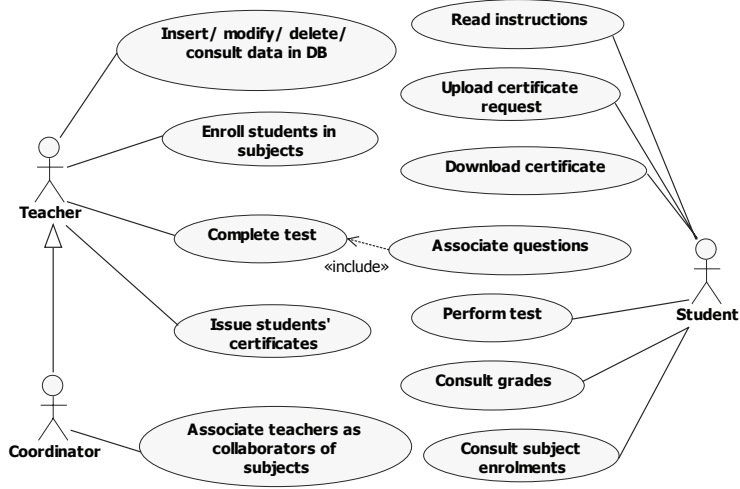 Insert/ modify/ delete/
consult data in DB
Read instructions
Upload certificate
request
Enroll students in
subjects
Download certificate
Teacher
Complete test
«include»
Associate questions
Student
Issue students'
certificates
Perform test
Consult grades
Coordinator
Associate teachers as
collaborators of
subjects
Consult subject
enrolments